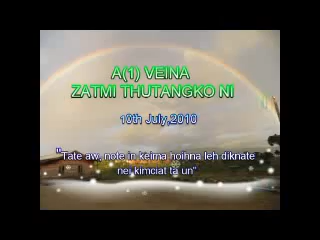 A(1) VEINA
ZATMI THUTANGKO NI
10th July,2010
"Tate aw, note in keima hoihna leh diknate
nei kimciat ta un"